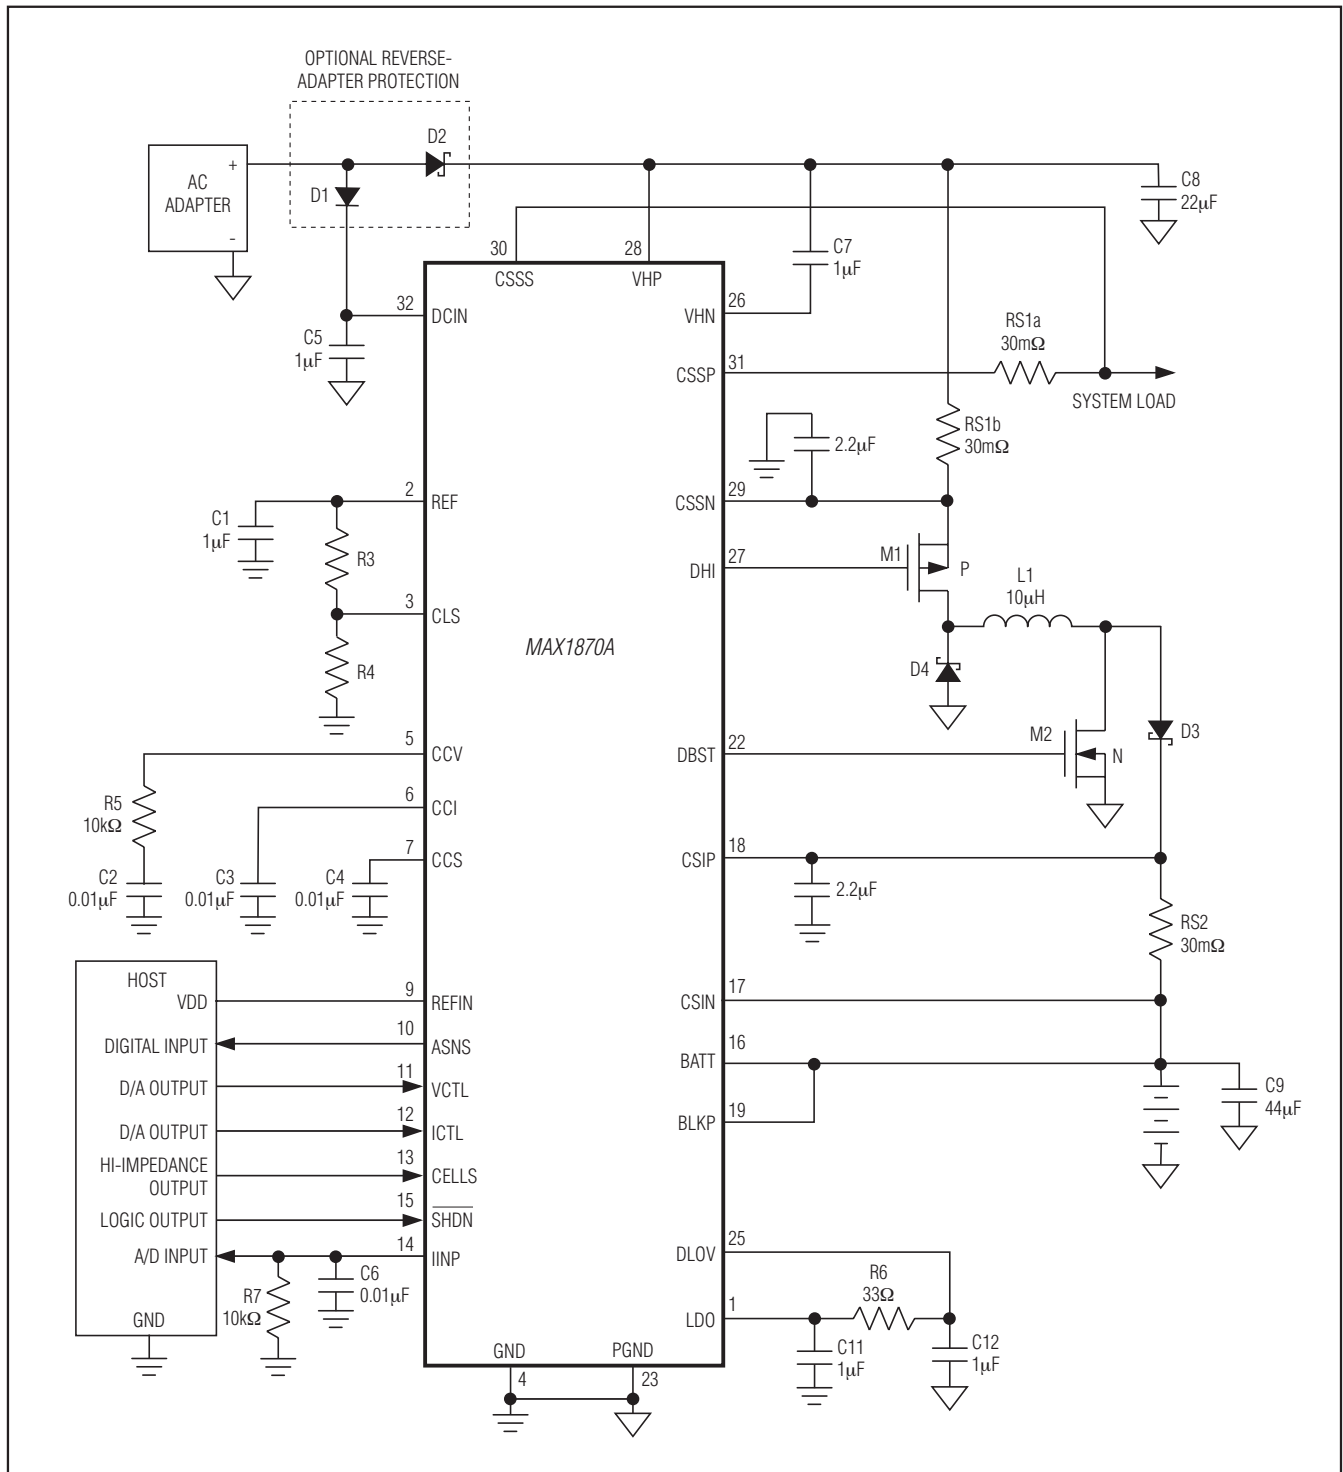 OPTIONAL REVERSE-
ADAPTER PROTECTION
D2
AC
ADAPTER
+
-
D1
C8
22μF
30
CSSS
28
VHP
C7
1μF
32
DCIN
C5
1μF
26
VHN
RS1a
30mΩ
31
CSSP
SYSTEM LOAD
RS1b
30mΩ
2.2μF
2
REF
29
CSSN
C1
1μF
R3
M1
P
27
DHI
L1
10μH
3
CLS
MAX1870A
R4
D4
5
CCV
22
DBST
M2
N
D3
6
CCI
R5
10kΩ
7
CCS
18
CSIP
C2
0.01μF
C3
0.01μF
C4
0.01μF
2.2μF
RS2
30mΩ
HOST
VDD
9
REFIN
17
CSIN
DIGITAL INPUT
10
ASNS
16
BATT
D/A OUTPUT
11
VCTL
C9
44μF
D/A OUTPUT
12
ICTL
19
BLKP
HI-IMPEDANCE
OUTPUT
13
CELLS
LOGIC OUTPUT
15
SHDN
A/D INPUT
14
IINP
25
DLOV
C6
0.01μF
R7
10kΩ
R6
33Ω
GND
1
LDO
C11
1μF
C12
1μF
GND
4
PGND
23